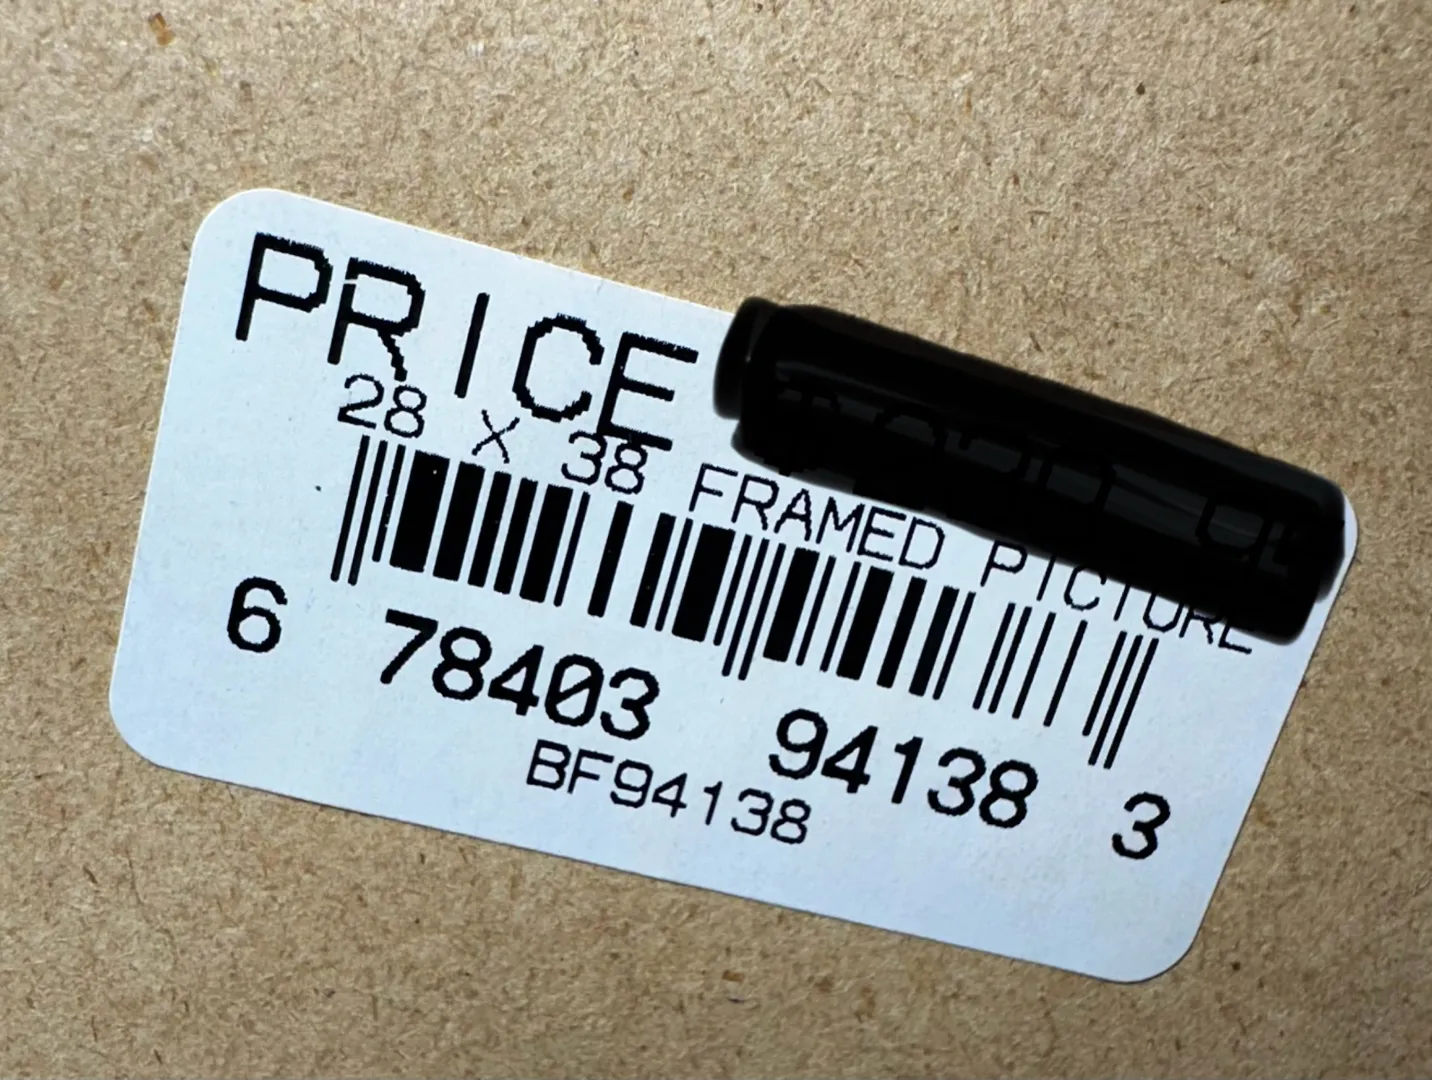 PRICE
28 X 38 FRAMED PICTURE
6 78403 94138 3
BF94138